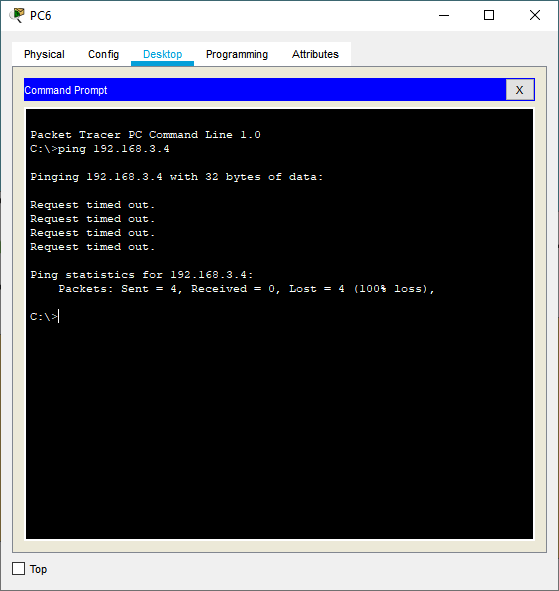 PC6
Physical Config Desktop Programming Attributes
Command Prompt X
Packet Tracer PC Command Line 1.0
C:\>ping 192.168.3.4
Pinging 192.168.3.4 with 32 bytes of data:
Request timed out.
Request timed out.
Request timed out.
Request timed out.
Ping statistics for 192.168.3.4:
    Packets: Sent = 4, Received = 0, Lost = 4 (100% loss),
C:\>
Top